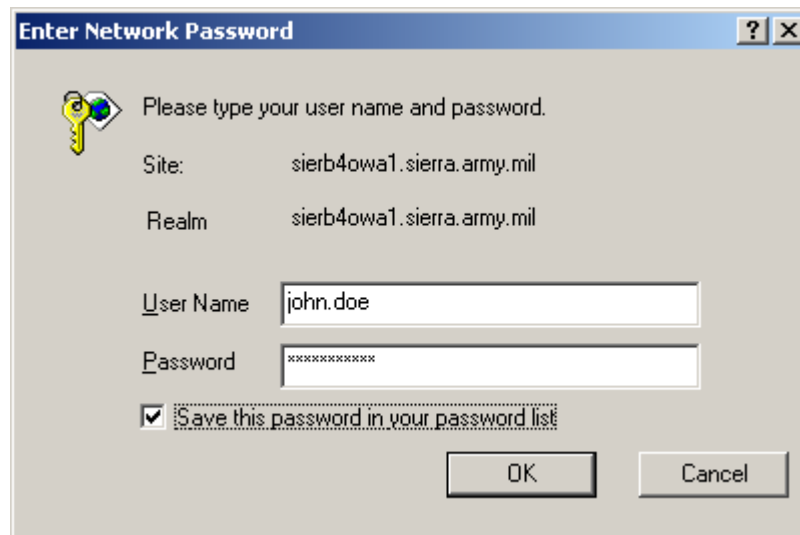 Enter Network Password
Please type your user name and password.
Site: sierb4owa1.sierra.army.mil
Realm sierb4owa1.sierra.army.mil
User Name john.doe
Password ***********
Save this password in your password list
OK Cancel